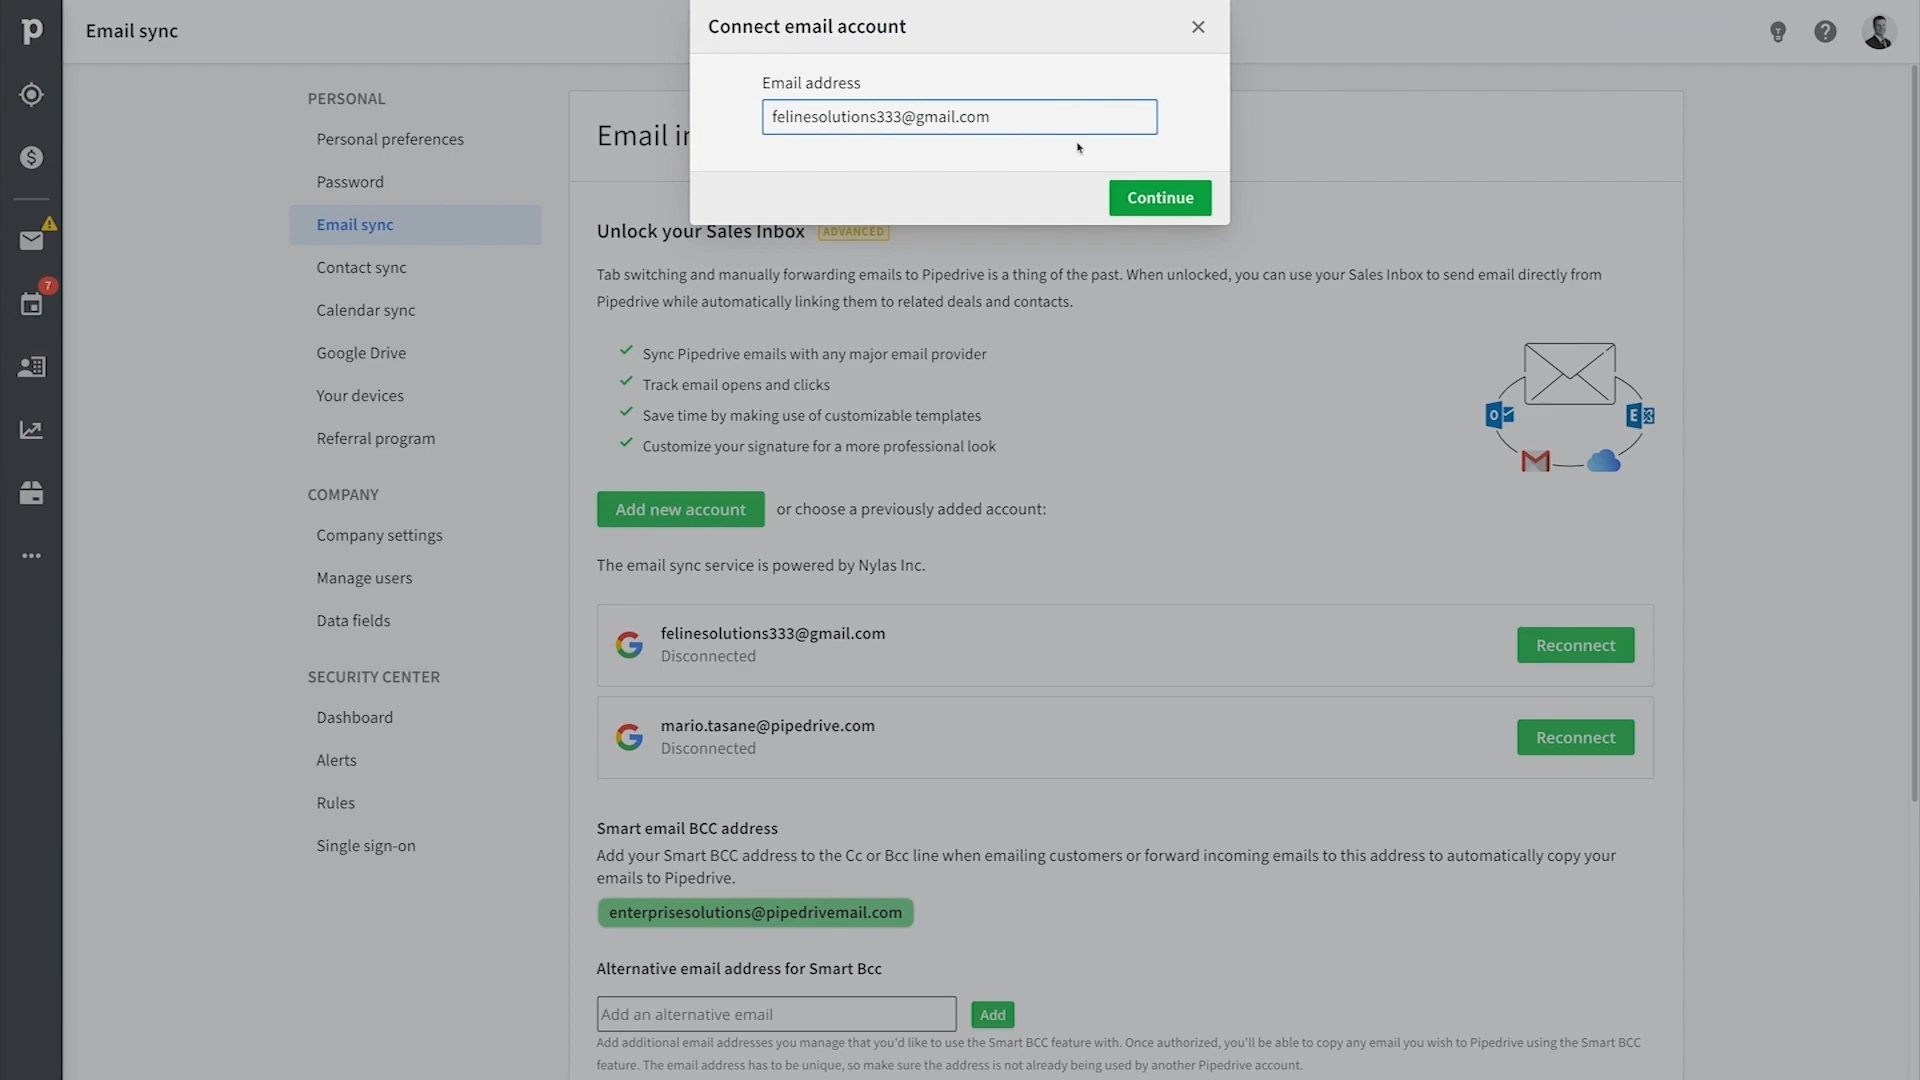 p
Email sync
Connect email account
Email address
felinesolutions333@gmail.com
Continue
PERSONAL
Personal preferences
Password
Email sync
Contact sync
7
Calendar sync
Google Drive
Your devices
Referral program
COMPANY
Company settings
Manage users
Data fields
SECURITY CENTER
Dashboard
Alerts
Rules
Single sign-on
Email in
Unlock your Sales Inbox ADVANCED
Tab switching and manually forwarding emails to Pipedrive is a thing of the past. When unlocked, you can use your Sales Inbox to send email directly from
Pipedrive while automatically linking them to related deals and contacts.
Sync Pipedrive emails with any major email provider
Track email opens and clicks
Save time by making use of customizable templates
Customize your signature for a more professional look
Add new account or choose a previously added account:
The email sync service is powered by Nylas Inc.
felinesolutions333@gmail.com
Disconnected
Reconnect
mario.tasane@pipedrive.com
Disconnected
Reconnect
Smart email BCC address
Add your Smart BCC address to the Cc or Bcc line when emailing customers or forward incoming emails to this address to automatically copy your
emails to Pipedrive.
enterprisesolutions@pipedrivemail.com
Alternative email address for Smart Bcc
Add an alternative email
Add
Add additional email addresses you manage that you'd like to use the Smart BCC feature with. Once authorized, you'll be able to copy any email you wish to Pipedrive using the Smart BCC
feature. The email address has to be unique, so make sure the address is not already being used by another Pipedrive account.